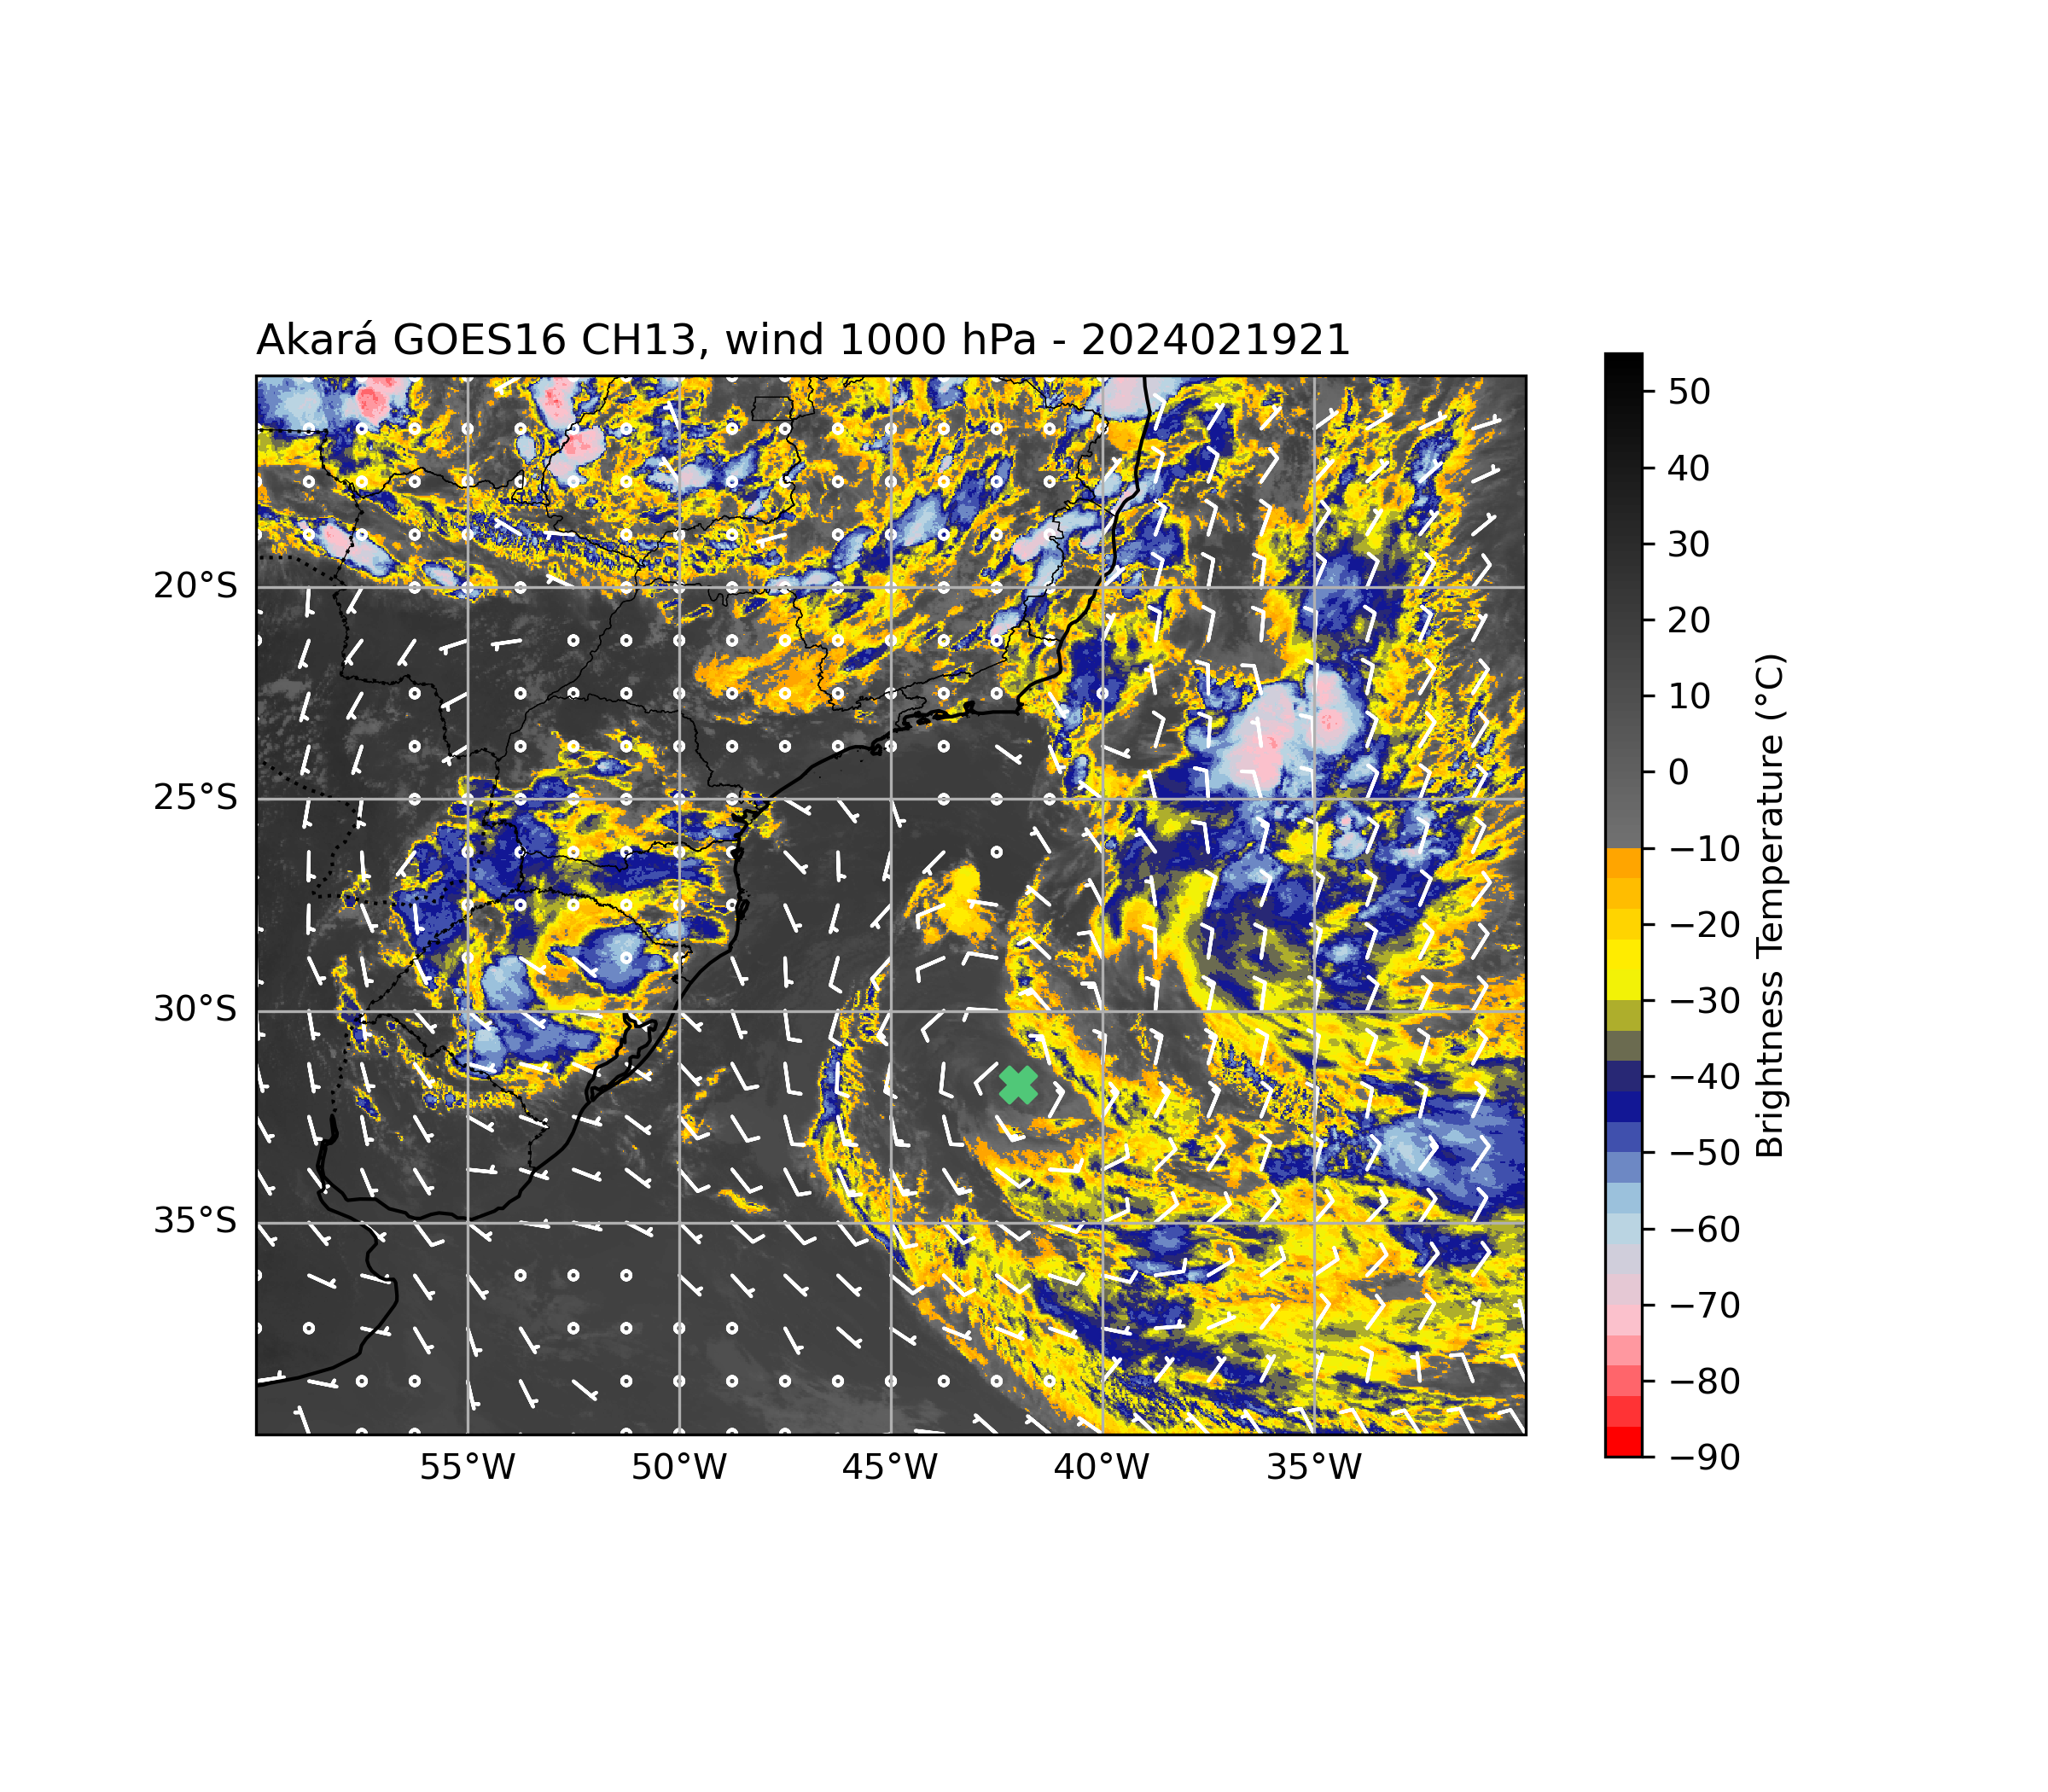 Akará GOES16 CH13, wind 1000 hPa - 2024021921
20°S
25°S
30°S
35°S
55°W
50°W
45°W
40°W
35°W
50
40
30
20
10
0
−10
−20
−30
−40
−50
−60
−70
−80
−90
Brightness Temperature (°C)